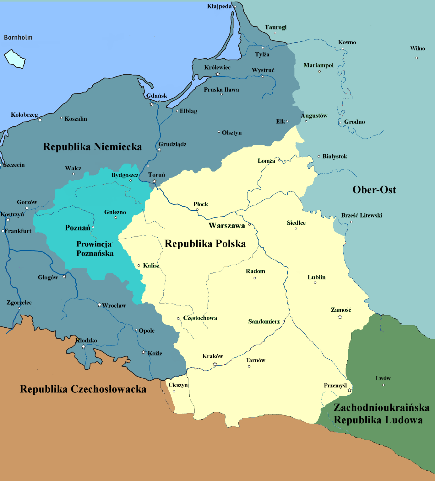 Kłajpeda
Taurogi
Bornholm
Kowno
Wilno
Tylża
Królewiec
Wystruć
Mariampol
Pruska Iława
Gdańsk
Elbląg
Kołobrzeg
Koszalin
Augustow
Ełk
Grodno
Olsztyn
Republika Niemiecka
Grudziądz
Szczecin
Wałcz
Bydgoszcz
Toruń
Łomża
Białystok
Ober-Ost
Gorzów
Kostrzyń
Gniezno
Płock
Brześć Litewski
Frankfurt
Poznań
Warszawa
Siedlec
Prowincja
Poznańska
Republika Polska
Kalisz
Głogów
Radom
Lublin
Zgorzelec
Wrocław
Zamość
Częstochowa
Sandomierz
Opole
Kłodzko
Koźle
Kraków
Tarnów
Republika Czechosłowacka
Cieszyn
Przemyśl
Lwów
Zachodnioukraińska
Republika Ludowa